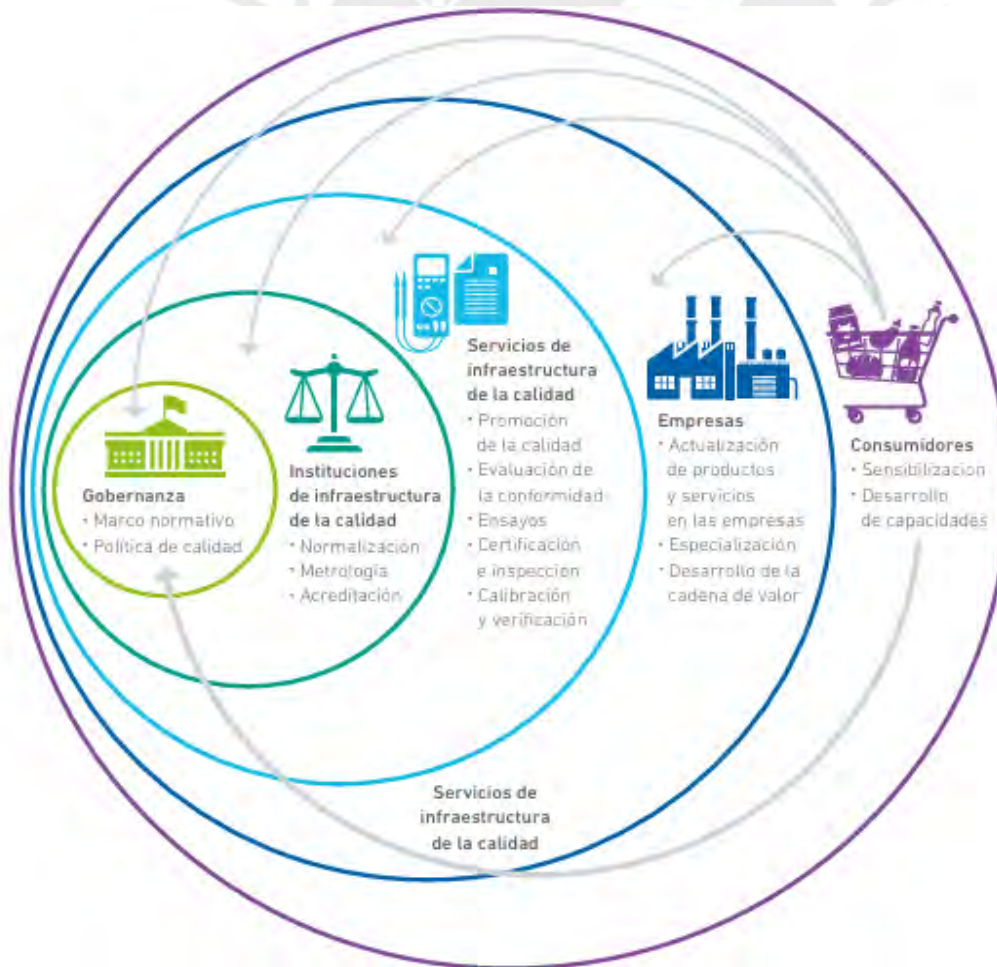 Gobernanza
• Marco normativo
• Política de calidad
Instituciones
de infraestructura
de la calidad
• Normalización
• Metrología
• Acreditación
Servicios de
infraestructura
de la calidad
• Promoción
de la calidad
• Evaluación de
la conformidad
• Ensayos
• Certificación
e inspección
• Calibración
y verificación
Empresas
• Actualización
de productos
y servicios
en las empresas
• Especialización
• Desarrollo de la
cadena de valor
Consumidores
• Sensibilización
• Desarrollo
de capacidades
Servicios de
infraestructura
de la calidad